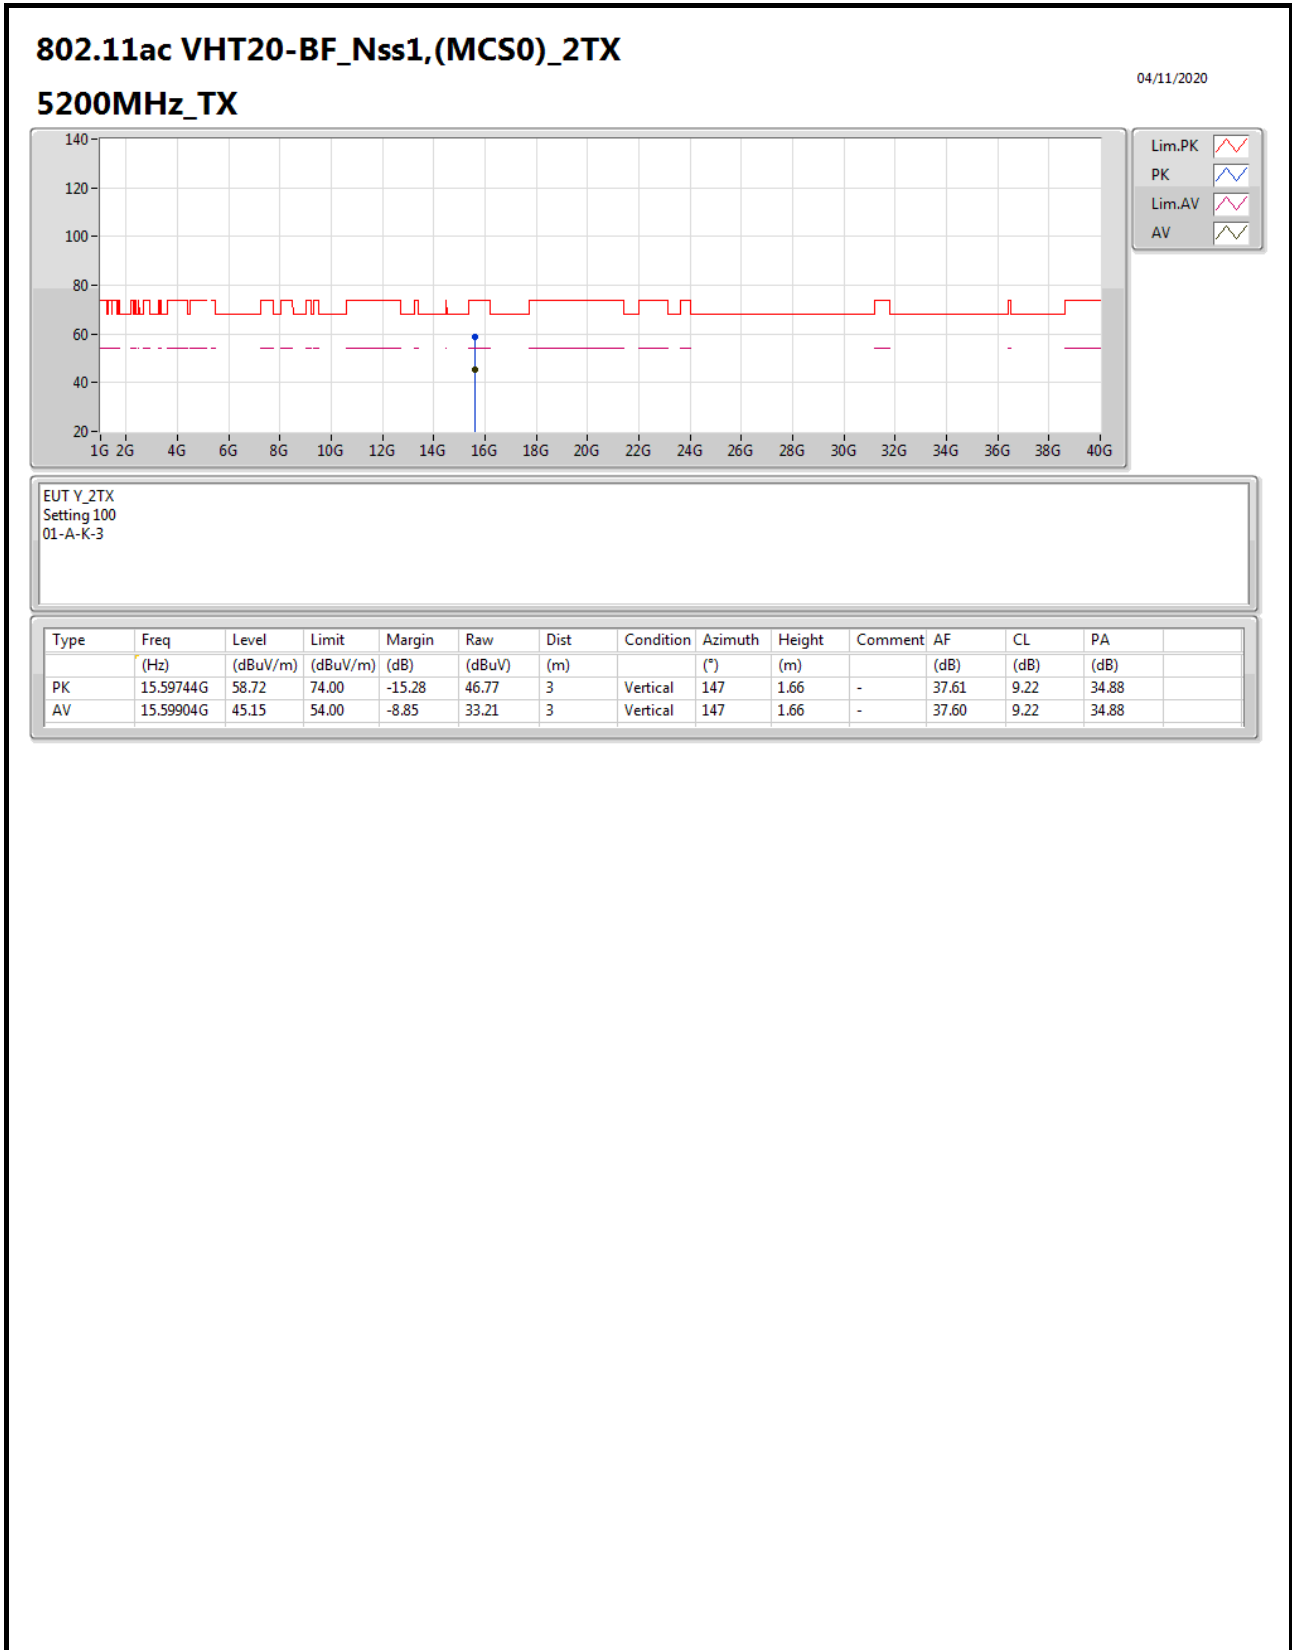 802.11ac VHT20-BF_Nss1,(MCS0)_2TX
04/11/2020
5200MHz_TX
140
120
100
80
60
40
20
1G 2G 4G 6G 8G 10G 12G 14G 16G 18G 20G 22G 24G 26G 28G 30G 32G 34G 36G 38G 40G
Lim.PK
PK
Lim.AV
AV
EUT Y_2TX
Setting 100
01-A-K-3
Type Freq Level Limit Margin Raw Dist Condition Azimuth Height Comment AF CL PA
(Hz) (dBuV/m) (dBuV/m) (dB) (dBuV) (m) (°) (m) (dB) (dB) (dB)
PK 15.59744G 58.72 74.00 -15.28 46.77 3 Vertical 147 1.66 - 37.61 9.22 34.88
AV 15.59904G 45.15 54.00 -8.85 33.21 3 Vertical 147 1.66 - 37.60 9.22 34.88